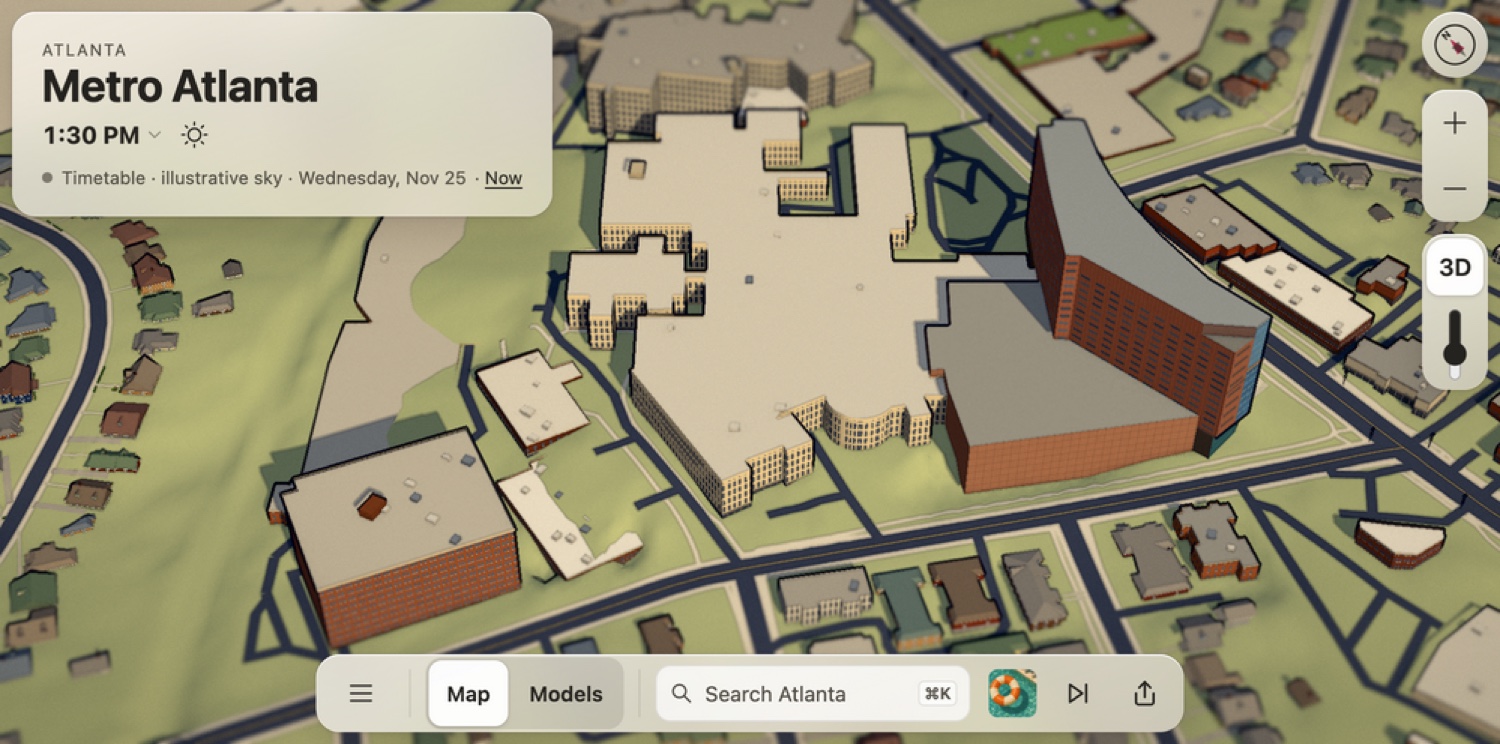 ATLANTA
Metro Atlanta
1:30 PM
Timetable · illustrative sky · Wednesday, Nov 25 · Now
N
3D
Map
Models
Search Atlanta
⌘K